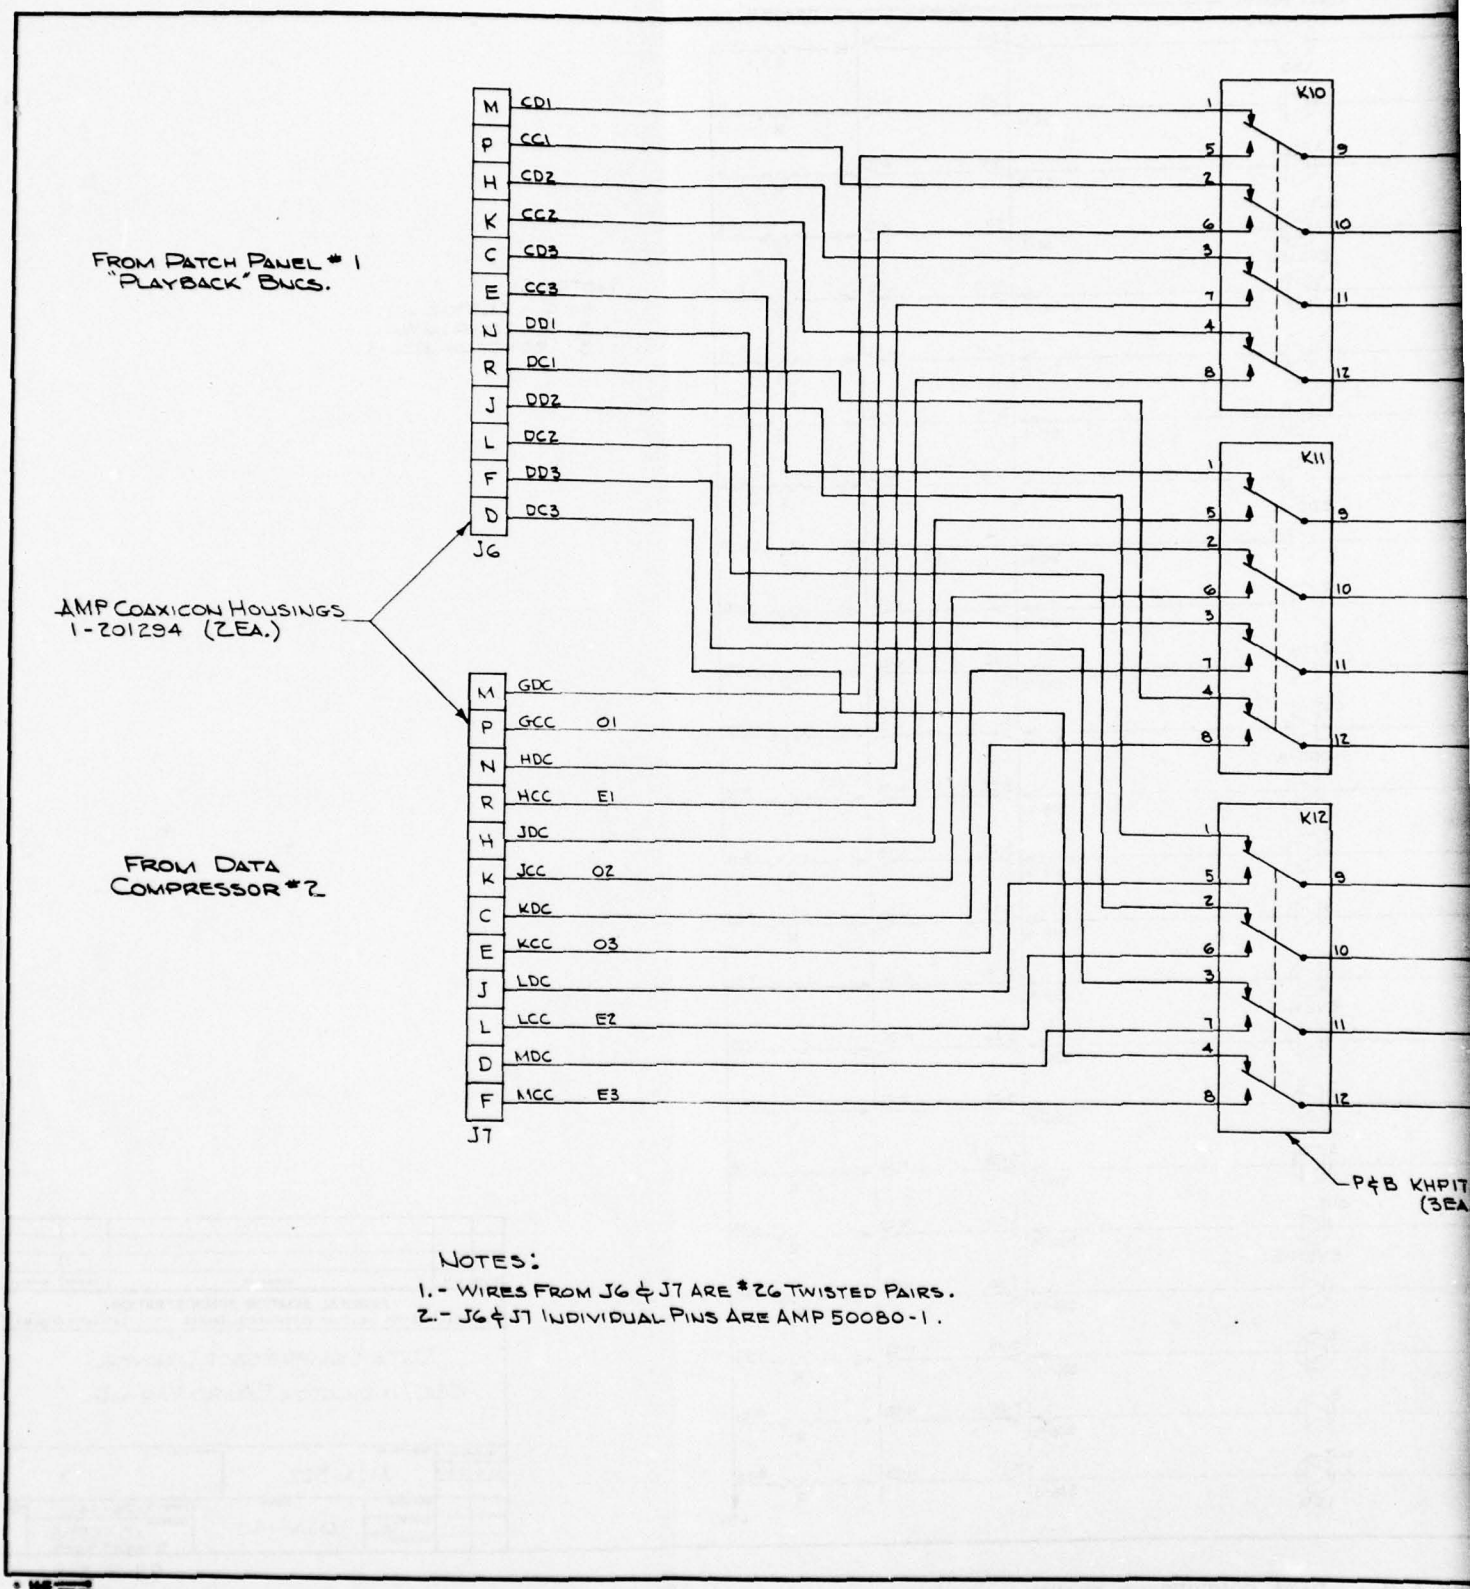 FROM PATCH PANEL #1
"PLAYBACK" BNCS.
M CD1
P CC1
H CD2
K CC2
C CD3
E CC3
N DD1
R DC1
J DD2
L DC2
F DD3
D DC3
J6
AMP COAXICON HOUSINGS
1-201294 (2EA.)
FROM DATA
COMPRESSOR #2
M GDC
P GCC O1
N HDC
R HCC E1
H JDC
K JCC O2
C KDC
E KCC O3
J LDC
L LCC E2
D MDC
F MCC E3
J7
K10
1
5 9
2
6 10
3
7 11
4
8 12
K11
1
5 9
2
6 10
3
7 11
4
8 12
K12
1
5 9
2
6 10
3
7 11
4
8 12
P&B KHP17
(3EA
NOTES:
1.- WIRES FROM J6 & J7 ARE #26 TWISTED PAIRS.
2.- J6 & J7 INDIVIDUAL PINS ARE AMP 50080-1.